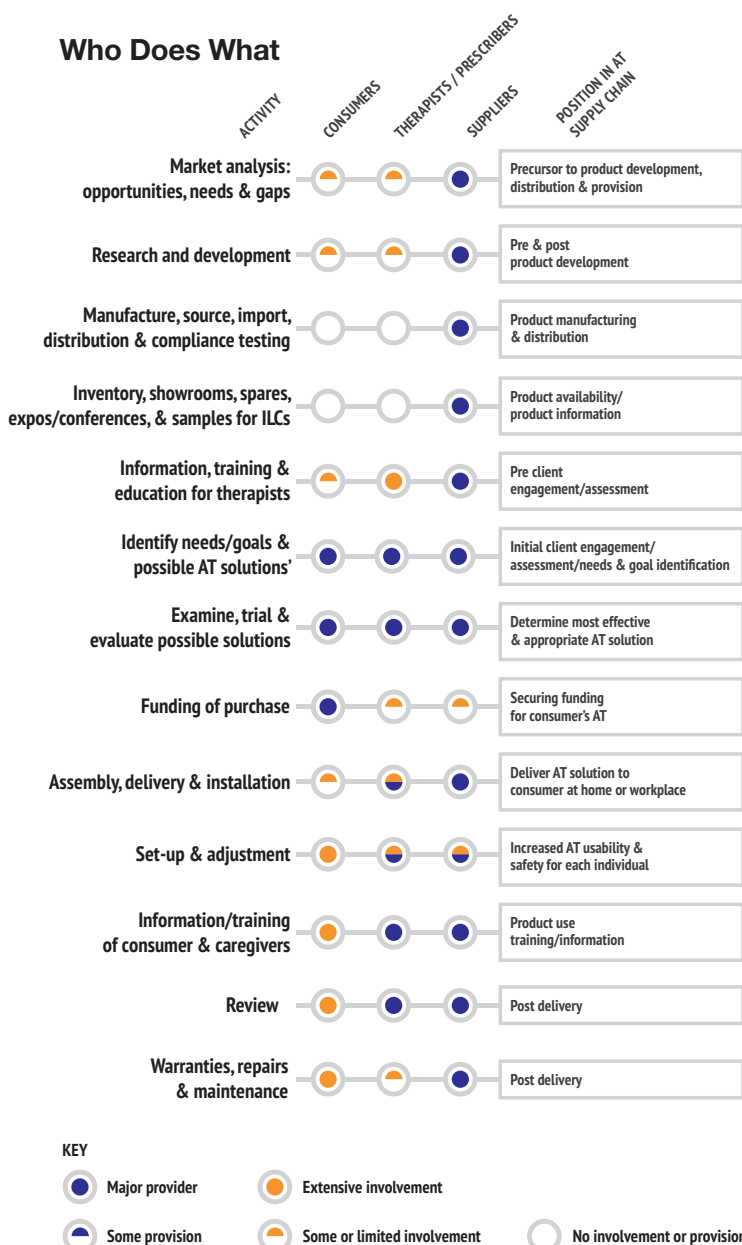 Who Does What
ACTIVITY
CONSUMERS
THERAPISTS / PRESCRIBERS
SUPPLIERS
POSITION IN AT
SUPPLY CHAIN
Market analysis:
opportunities, needs & gaps
Precursor to product development,
distribution & provision
Research and development
Pre & post
product development
Manufacture, source, import,
distribution & compliance testing
Product manufacturing
& distribution
Inventory, showrooms, spares,
expos/conferences, & samples for ILCs
Product availability/
product information
Information, training &
education for therapists
Pre client
engagement/assessment
Identify needs/goals &
possible AT solutions’
Initial client engagement/
assessment/needs & goal identification
Examine, trial &
evaluate possible solutions
Determine most effective
& appropriate AT solution
Funding of purchase
Securing funding
for consumer’s AT
Assembly, delivery & installation
Deliver AT solution to
consumer at home or workplace
Set-up & adjustment
Increased AT usability &
safety for each individual
Information/training
of consumer & caregivers
Product use
training/information
Review
Post delivery
Warranties, repairs
& maintenance
Post delivery
KEY
Major provider
Extensive involvement
Some provision
Some or limited involvement
No involvement or provision